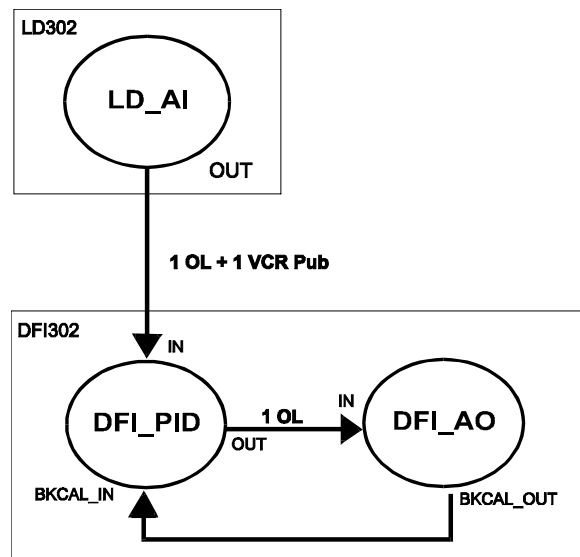 LD302
LD_AI
OUT
1 OL + 1 VCR Pub
DFI302
IN
IN
DFI_PID
1 OL
DFI_AO
OUT
BKCAL_IN
BKCAL_OUT